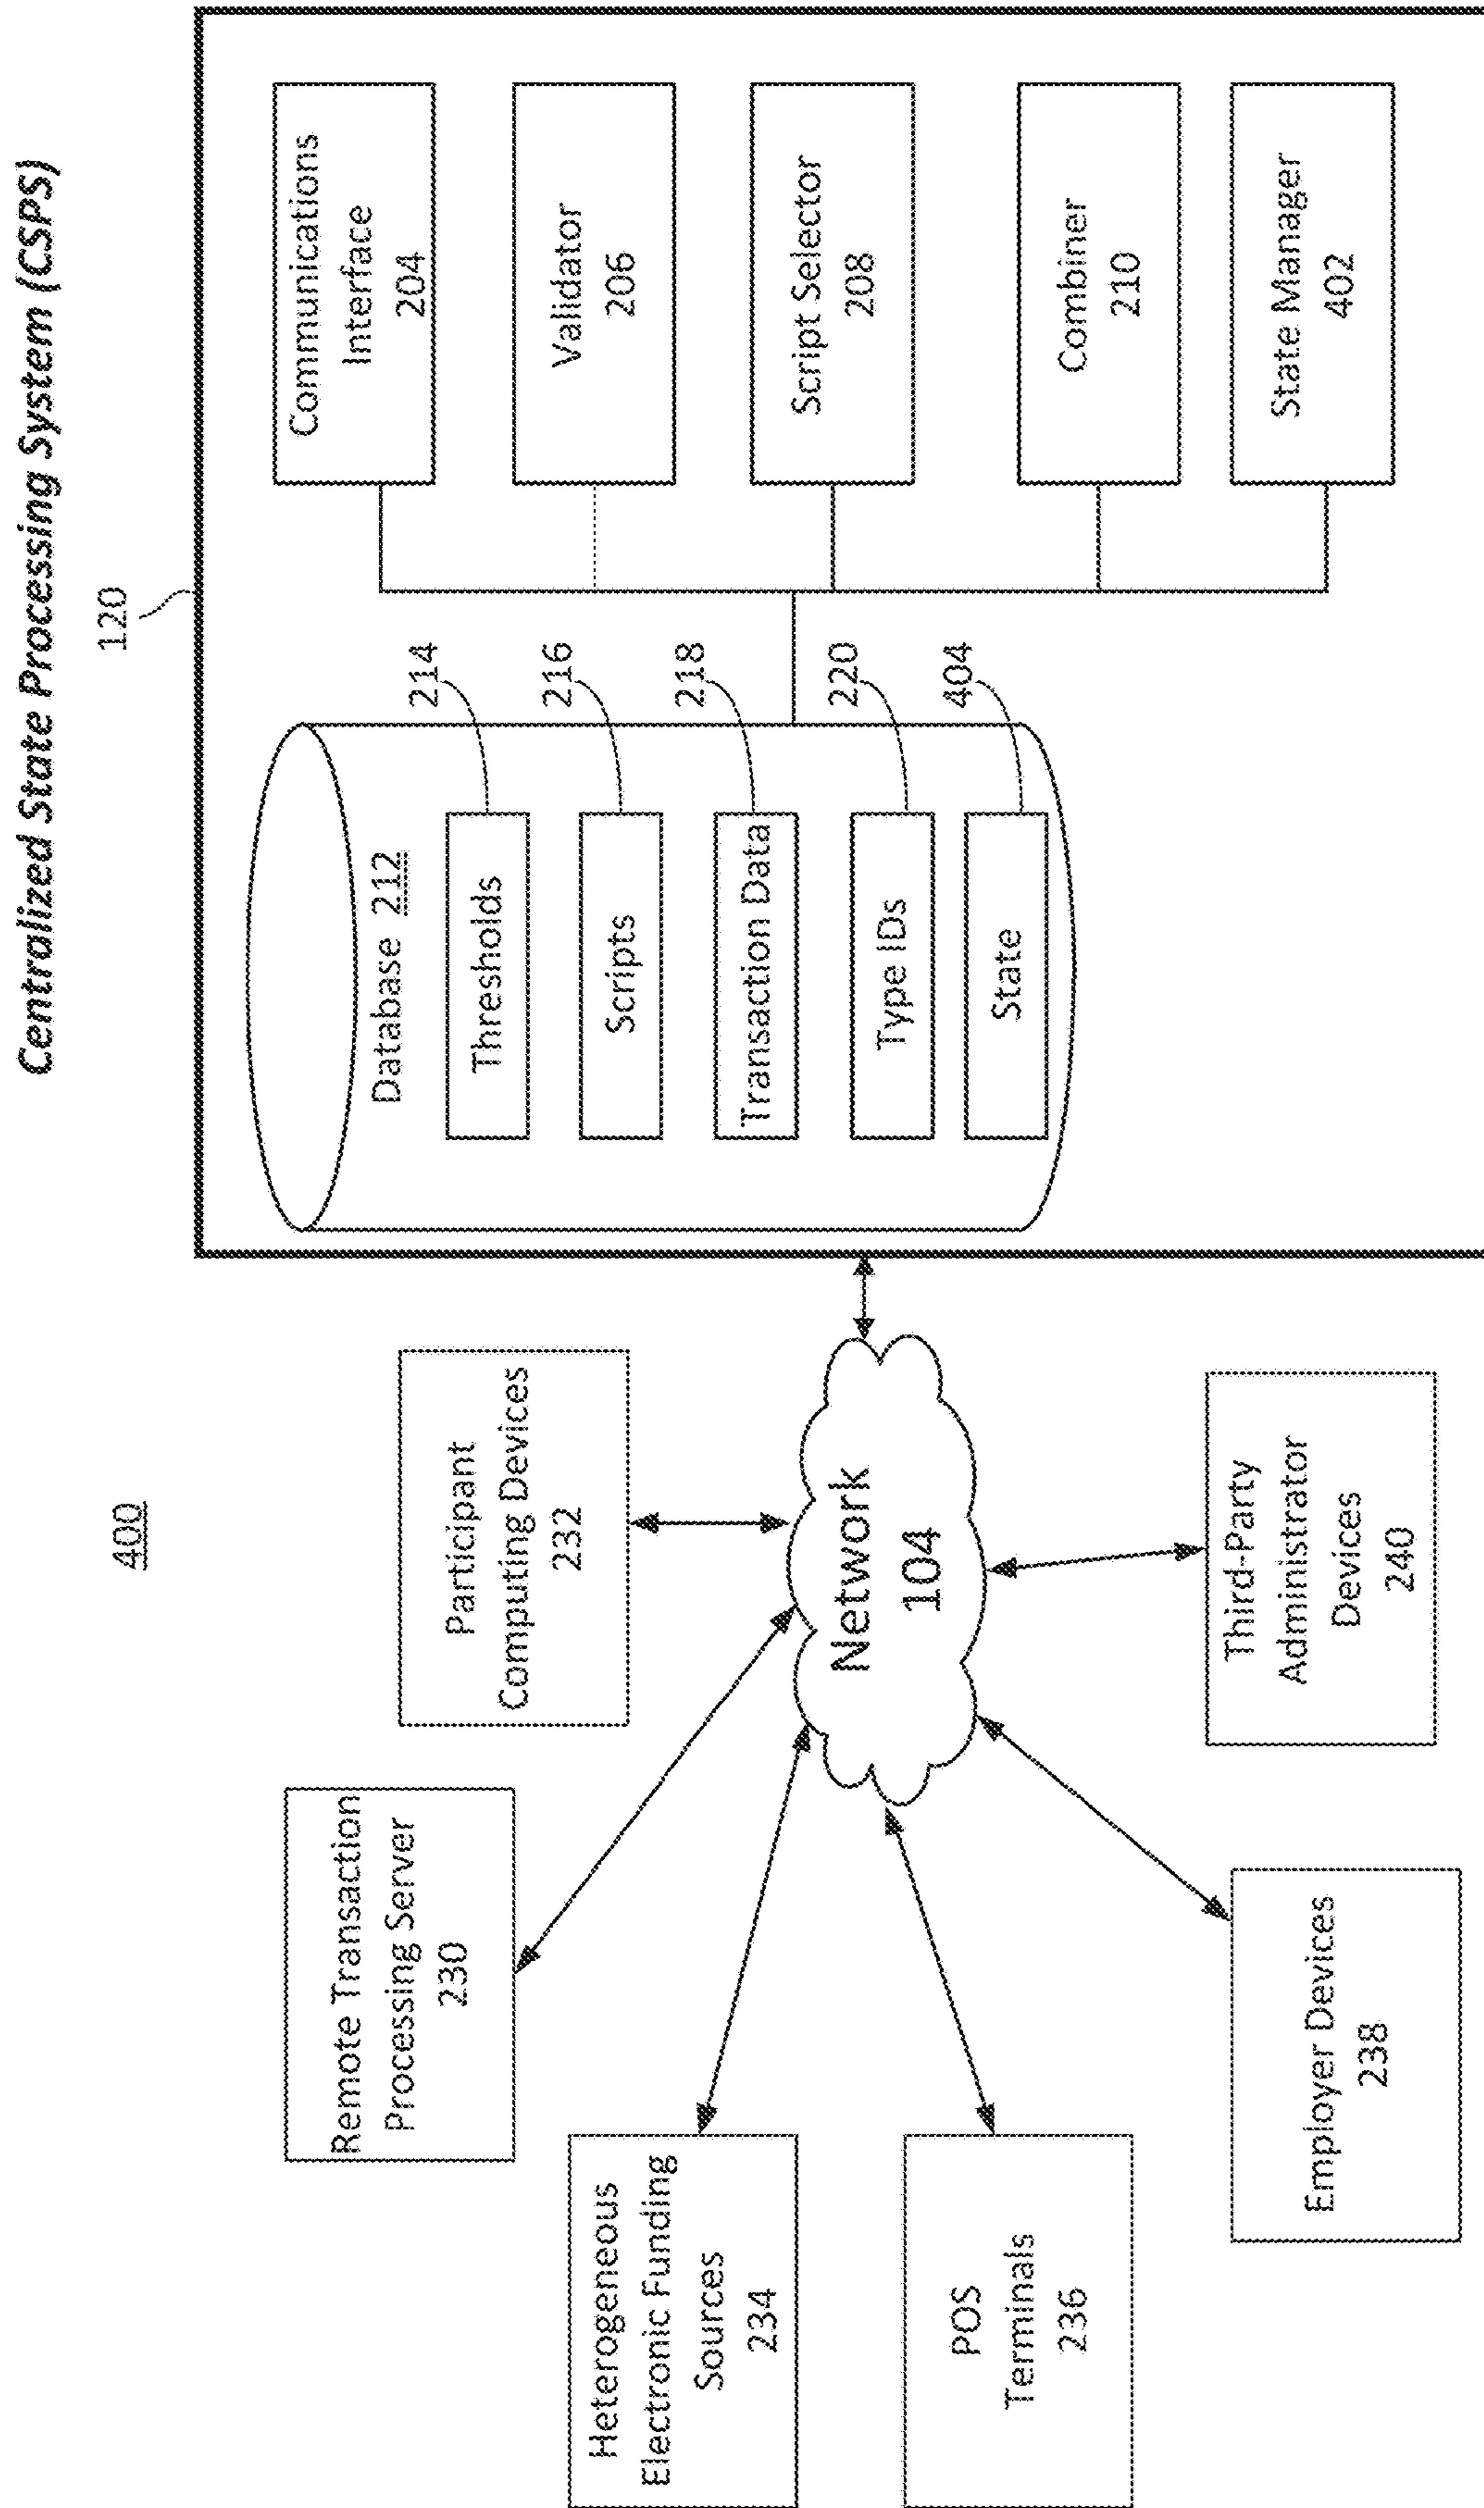 400
Centralized State Processing System (CSPS)
120
Remote Transaction
Processing Server
230
Participant
Computing Devices
232
Heterogeneous
Electronic Funding
Sources
234
Network
104
POS
Terminals
236
Employer Devices
238
Third-Party
Administrator
Devices
240
Database 212
Thresholds
214
Scripts
216
Transaction Data
218
Type IDs
220
State
404
Communications
Interface
204
Validator
206
Script Selector
208
Combiner
210
State Manager
402